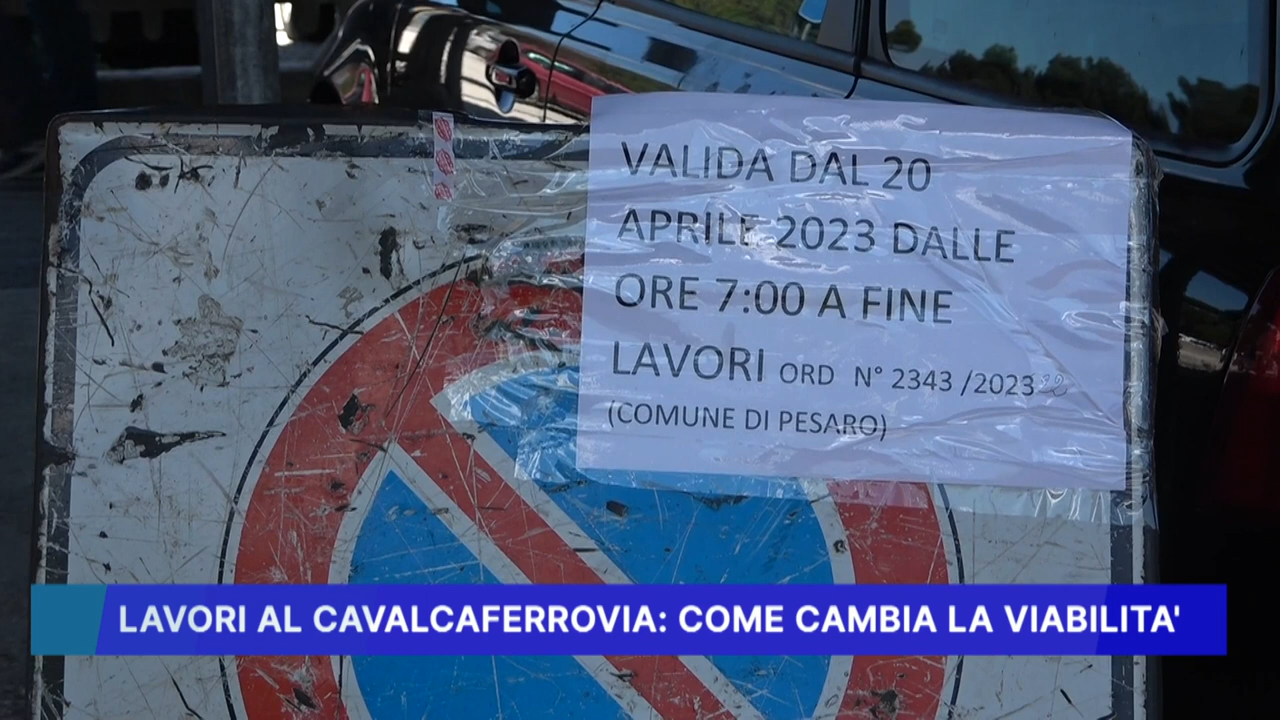 VALIDA DAL 20
APRILE 2023 DALLE
ORE 7:00 A FINE
LAVORI ORD N° 2343 /2023
(COMUNE DI PESARO)
LAVORI AL CAVALCAFERROVIA: COME CAMBIA LA VIABILITA'